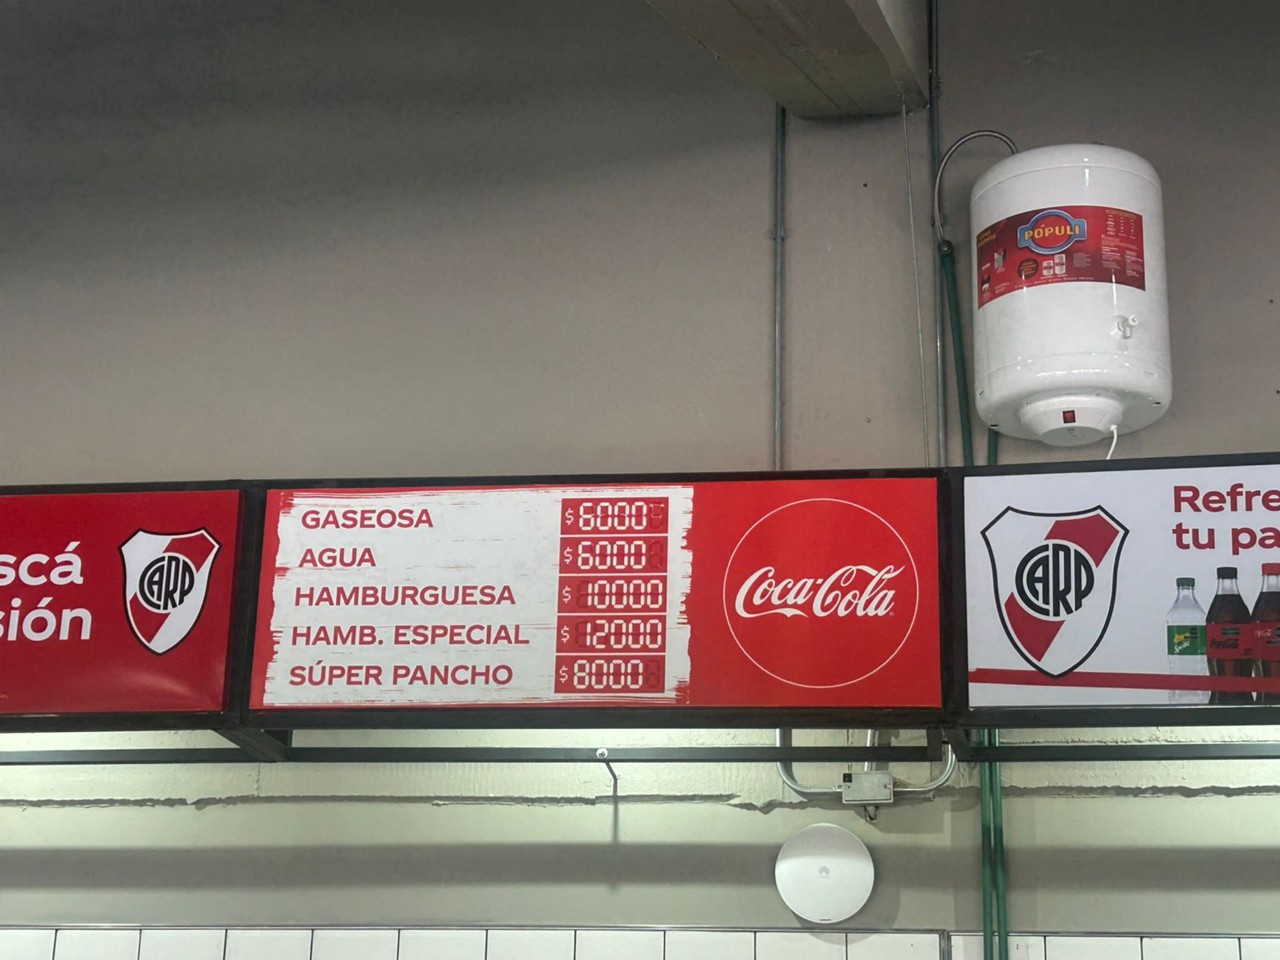 POPULI
scá
sión
CARP
GASEOSA $6000
AGUA $6000
HAMBURGUESA $10000
HAMB. ESPECIAL $12000
SÚPER PANCHO $8000
Coca-Cola
CARP
Refre
tu pa